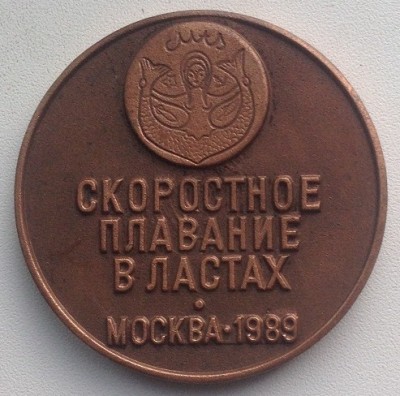 СКОРОСТНОЕ
ПЛАВАНИЕ
В ЛАСТАХ
•
МОСКВА•1989